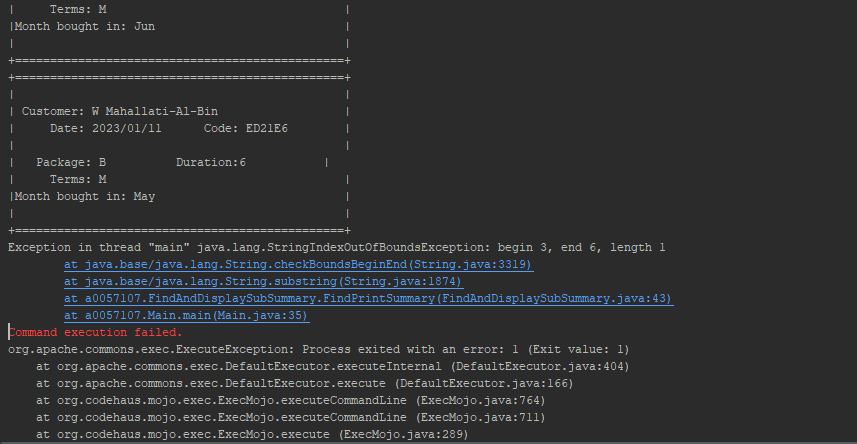 |     Terms: M                                  |
|Month bought in: Jun                           |
|                                               |
+===============================================+
+===============================================+
|                                               |
| Customer: W Mahallati-Al-Bin                  |
|     Date: 2023/01/11      Code: ED21E6        |
|                                               |
|   Package: B          Duration:6           |
|     Terms: M                                  |
|Month bought in: May                           |
|                                               |
+===============================================+
Exception in thread "main" java.lang.StringIndexOutOfBoundsException: begin 3, end 6, length 1
        at java.base/java.lang.String.checkBoundsBeginEnd(String.java:3319)
        at java.base/java.lang.String.substring(String.java:1874)
        at a0057107.FindAndDisplaySubSummary.FindPrintSummary(FindAndDisplaySubSummary.java:43)
        at a0057107.Main.main(Main.java:35)
Command execution failed.
org.apache.commons.exec.ExecuteException: Process exited with an error: 1 (Exit value: 1)
    at org.apache.commons.exec.DefaultExecutor.executeInternal (DefaultExecutor.java:404)
    at org.apache.commons.exec.DefaultExecutor.execute (DefaultExecutor.java:166)
    at org.codehaus.mojo.exec.ExecMojo.executeCommandLine (ExecMojo.java:764)
    at org.codehaus.mojo.exec.ExecMojo.executeCommandLine (ExecMojo.java:711)
    at org.codehaus.mojo.exec.ExecMojo.execute (ExecMojo.java:289)